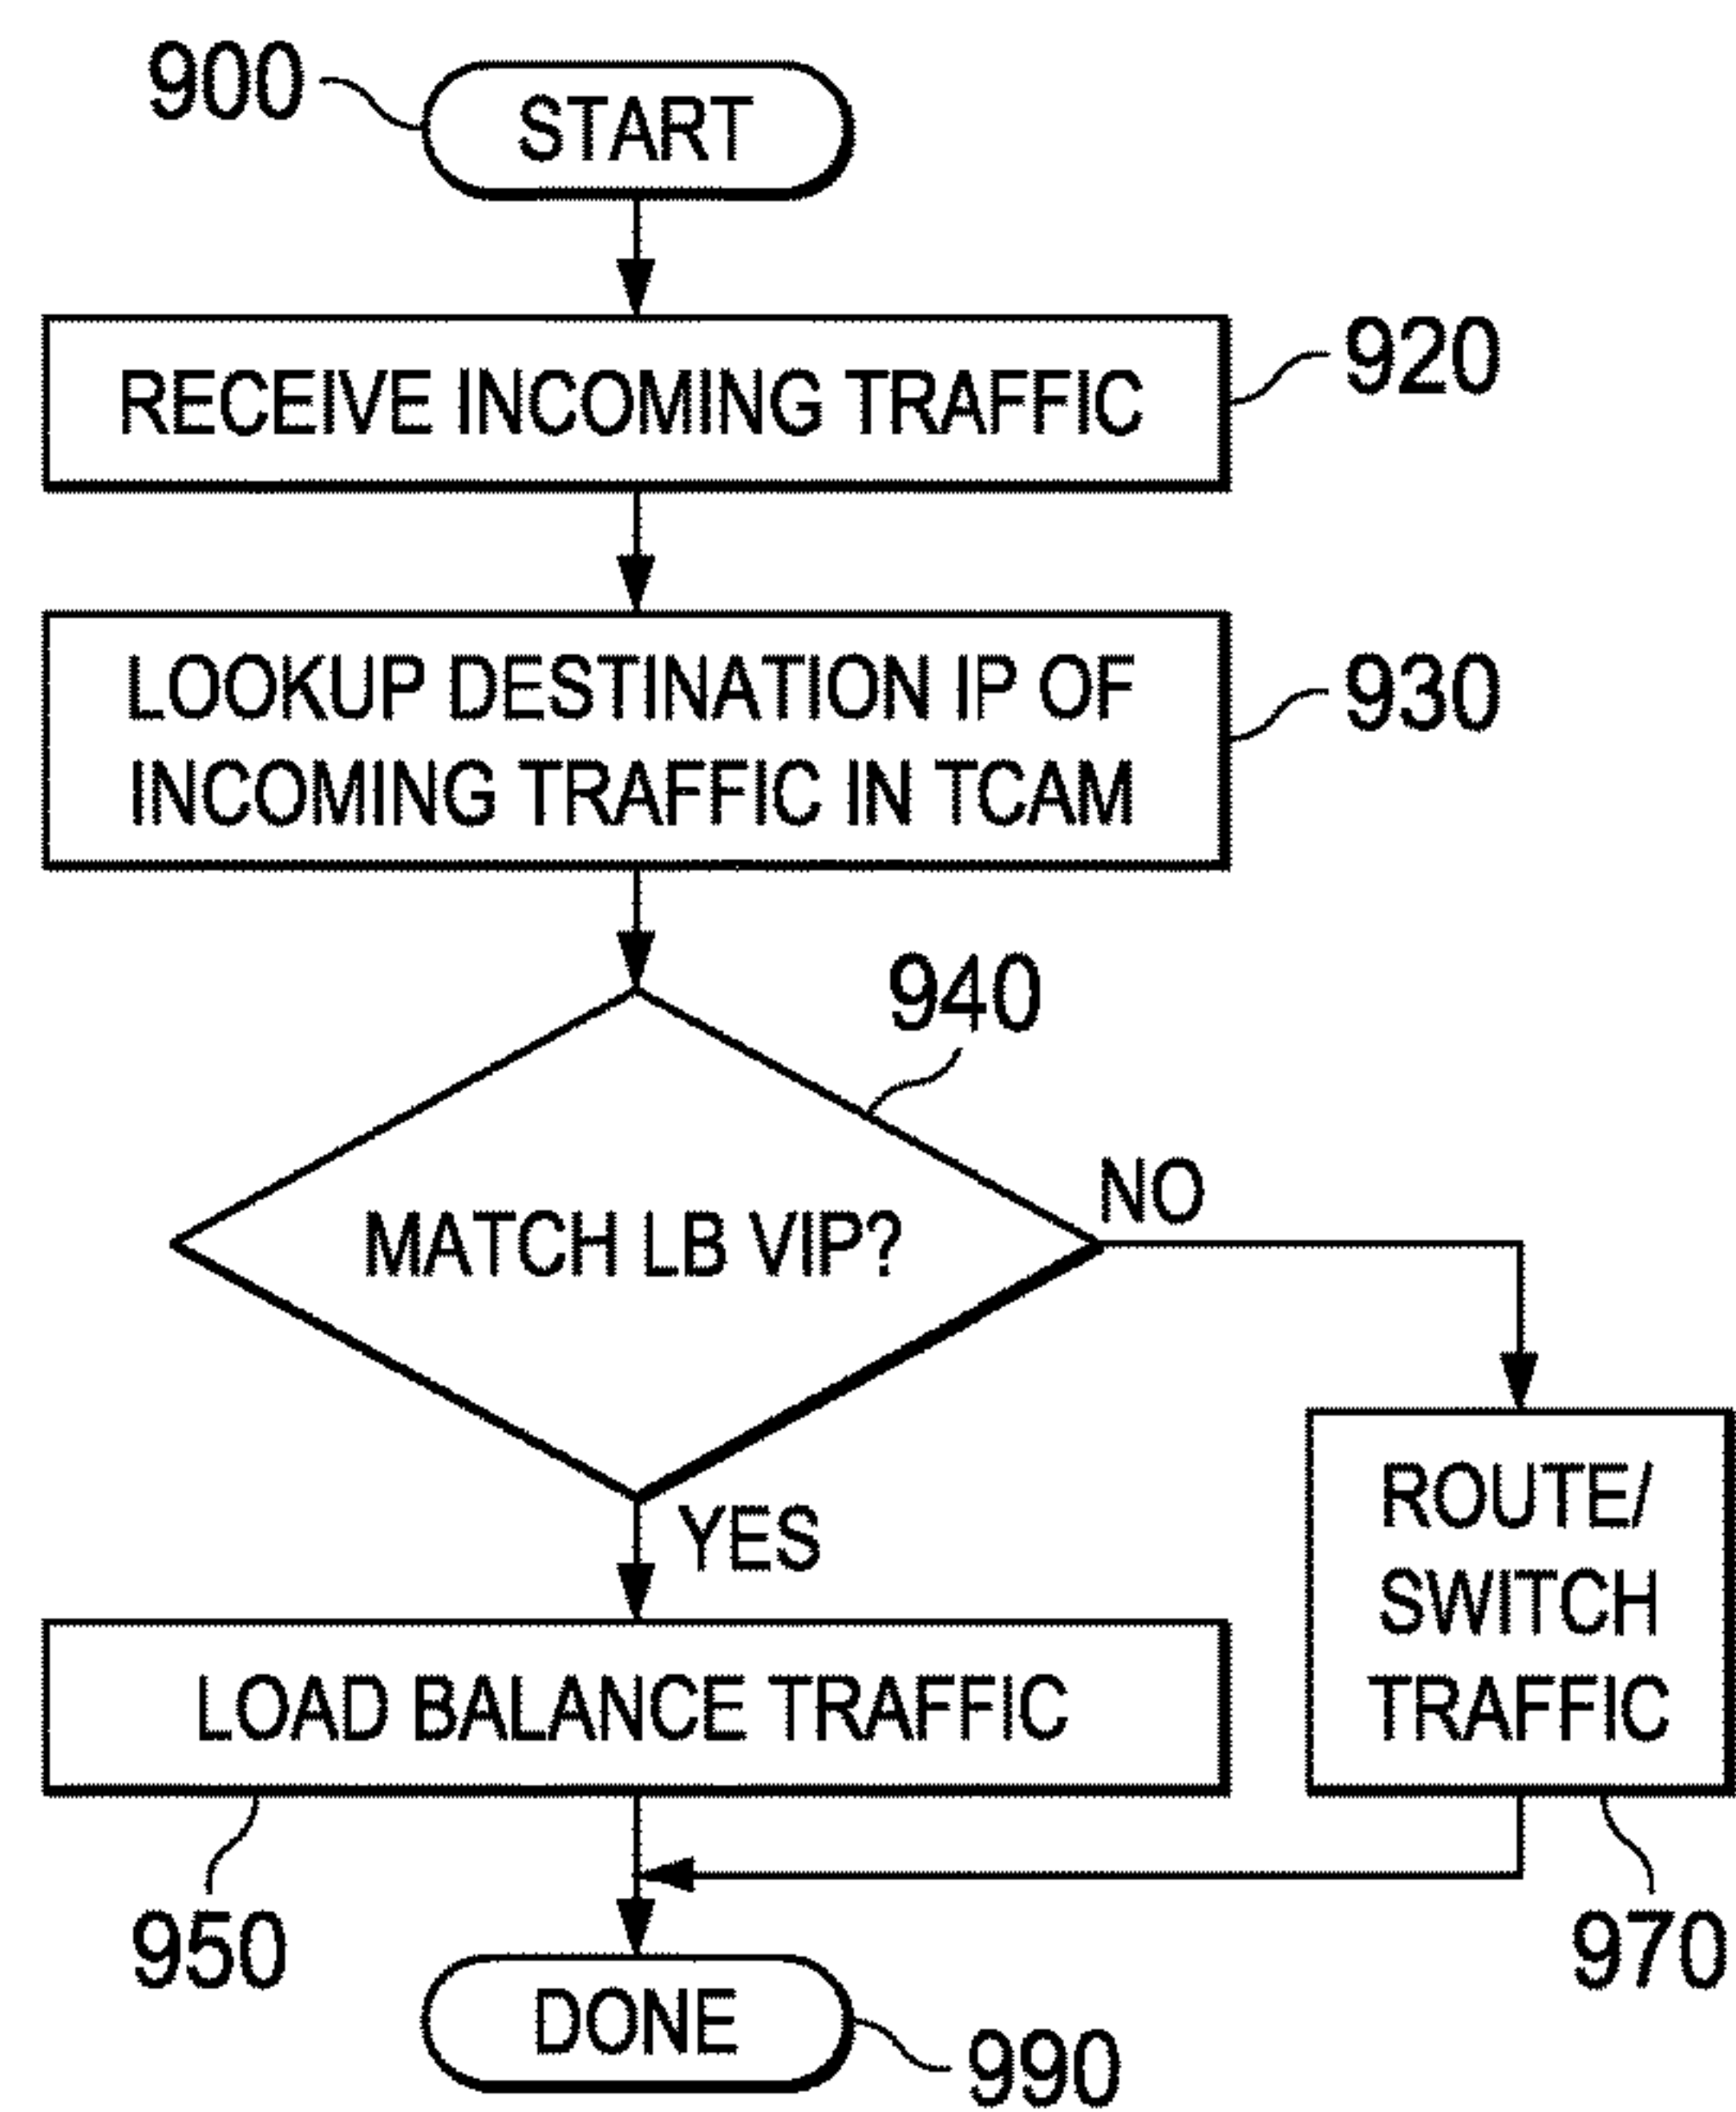 900
START
RECEIVE INCOMING TRAFFIC
920
LOOKUP DESTINATION IP OF
INCOMING TRAFFIC IN TCAM
930
940
MATCH LB VIP?
NO
YES
ROUTE/
SWITCH
TRAFFIC
LOAD BALANCE TRAFFIC
950
970
DONE
990